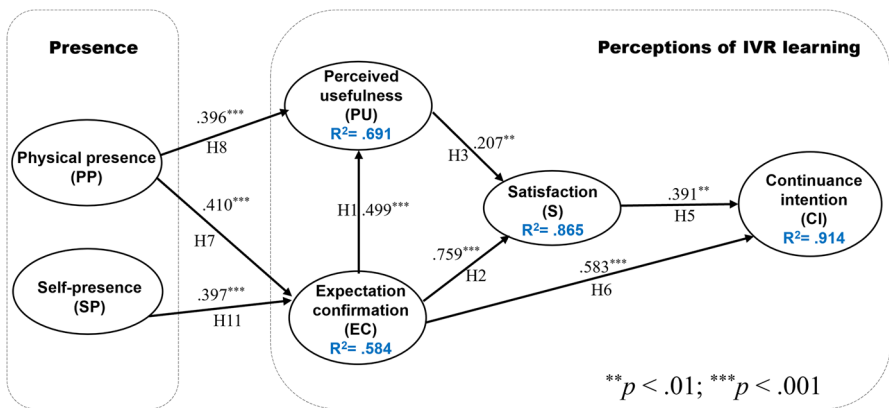 Presence
Perceptions of IVR learning
Perceived
usefulness
(PU)
R²= .691
.396***
H8
.207**
H3
Physical presence
(PP)
Satisfaction
(S)
R²= .865
.391**
H5
Continuance
intention
(CI)
R²= .914
.410***
H7
H1 .499***
.759***
H2
.583***
H6
Self-presence
(SP)
.397***
H11
Expectation
confirmation
(EC)
R²= .584
**p < .01; ***p < .001